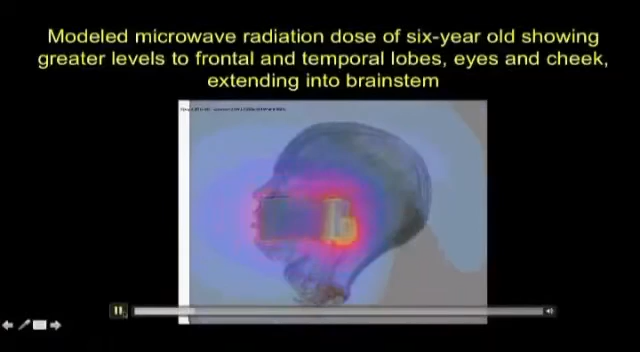 Modeled microwave radiation dose of six-year old showing
greater levels to frontal and temporal lobes, eyes and cheek,
extending into brainstem